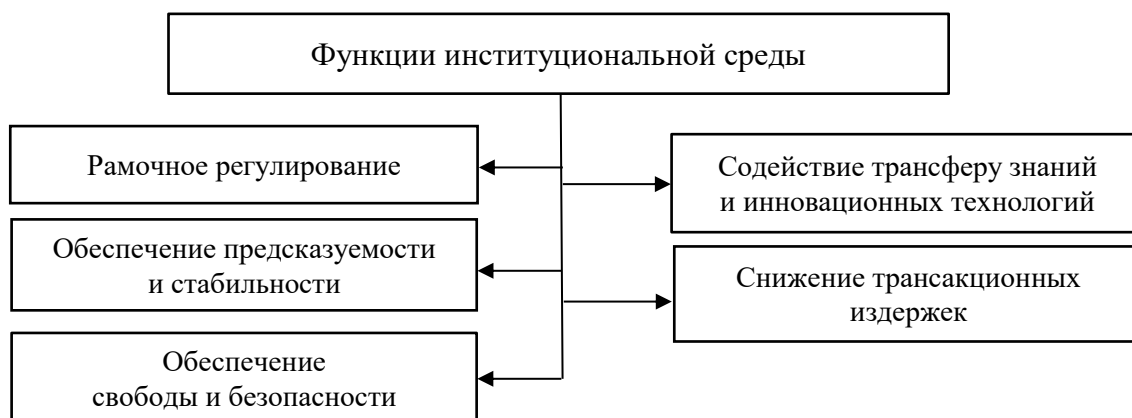 Функции институциональной среды
Рамочное регулирование
Обеспечение предсказуемости
и стабильности
Обеспечение
свободы и безопасности
Содействие трансферу знаний
и инновационных технологий
Снижение трансакционных
издержек